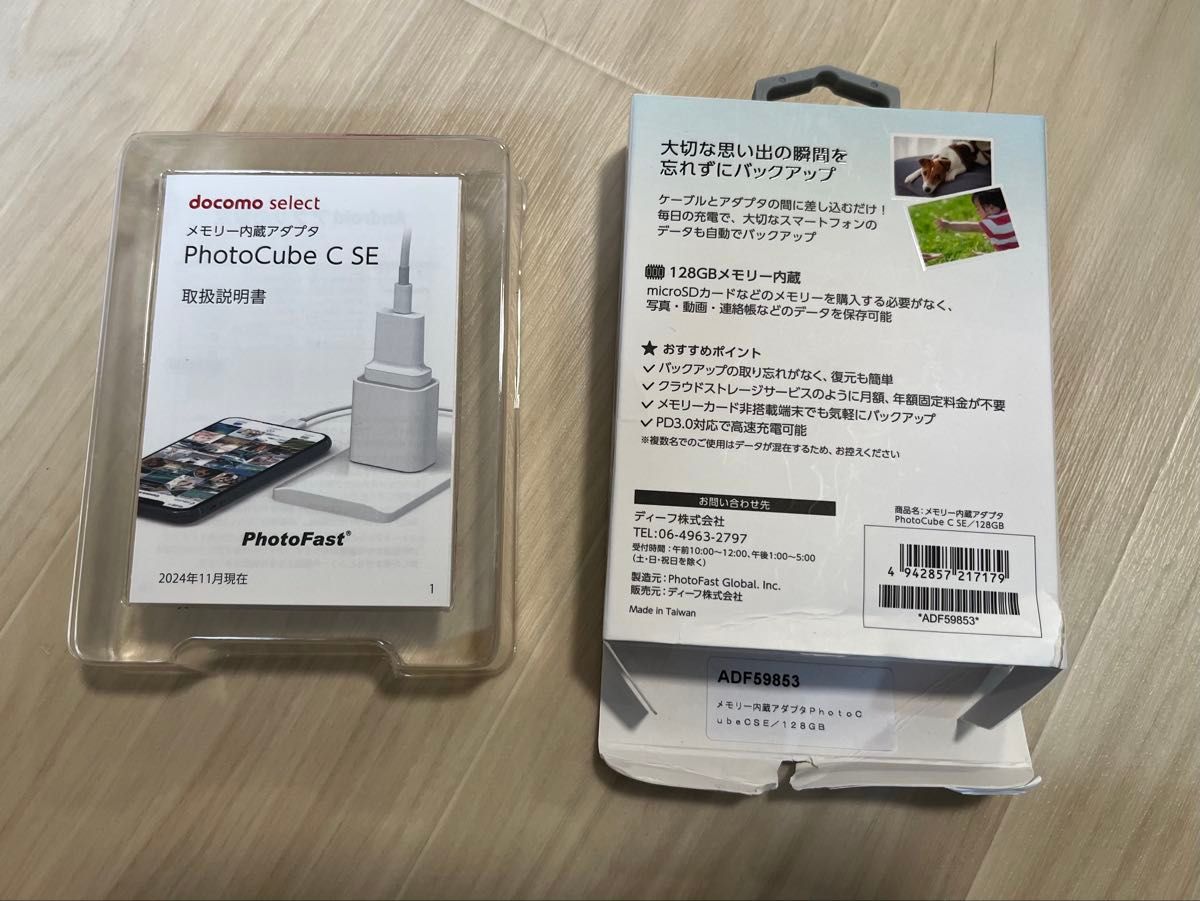 docomo select
メモリー内蔵アダプタ
PhotoCube C SE
取扱説明書
PhotoFast®
2024年11月現在
1
大切な思い出の瞬間を
忘れずにバックアップ
ケーブルとアダプタの間に差し込むだけ！
毎日の充電で、大切なスマートフォンの
データも自動でバックアップ
128GBメモリー内蔵
microSDカードなどのメモリーを購入する必要がなく、
写真・動画・連絡帳などのデータを保存可能
★ おすすめポイント
✓ バックアップの取り忘れがなく、復元も簡単
✓ クラウドストレージサービスのように月額、年額固定料金が不要
✓ メモリーカード非搭載端末でも気軽にバックアップ
✓ PD3.0対応で高速充電可能
※複数名でのご使用はデータが混在するため、お控えください
お問い合わせ先
ディーフ株式会社
TEL:06-4963-2797
受付時間：午前10:00～12:00、午後1:00～5:00
（土・日・祝日を除く）
製造元：PhotoFast Global. Inc.
販売元：ディーフ株式会社
Made in Taiwan
商品名：メモリー内蔵アダプタ
PhotoCube C SE／128GB
4 942857 217179
*ADF59853*
ADF59853
メモリー内蔵アダプタＰｈｏｔｏＣ
ｕｂｅＣＳＥ／１２８ＧＢ